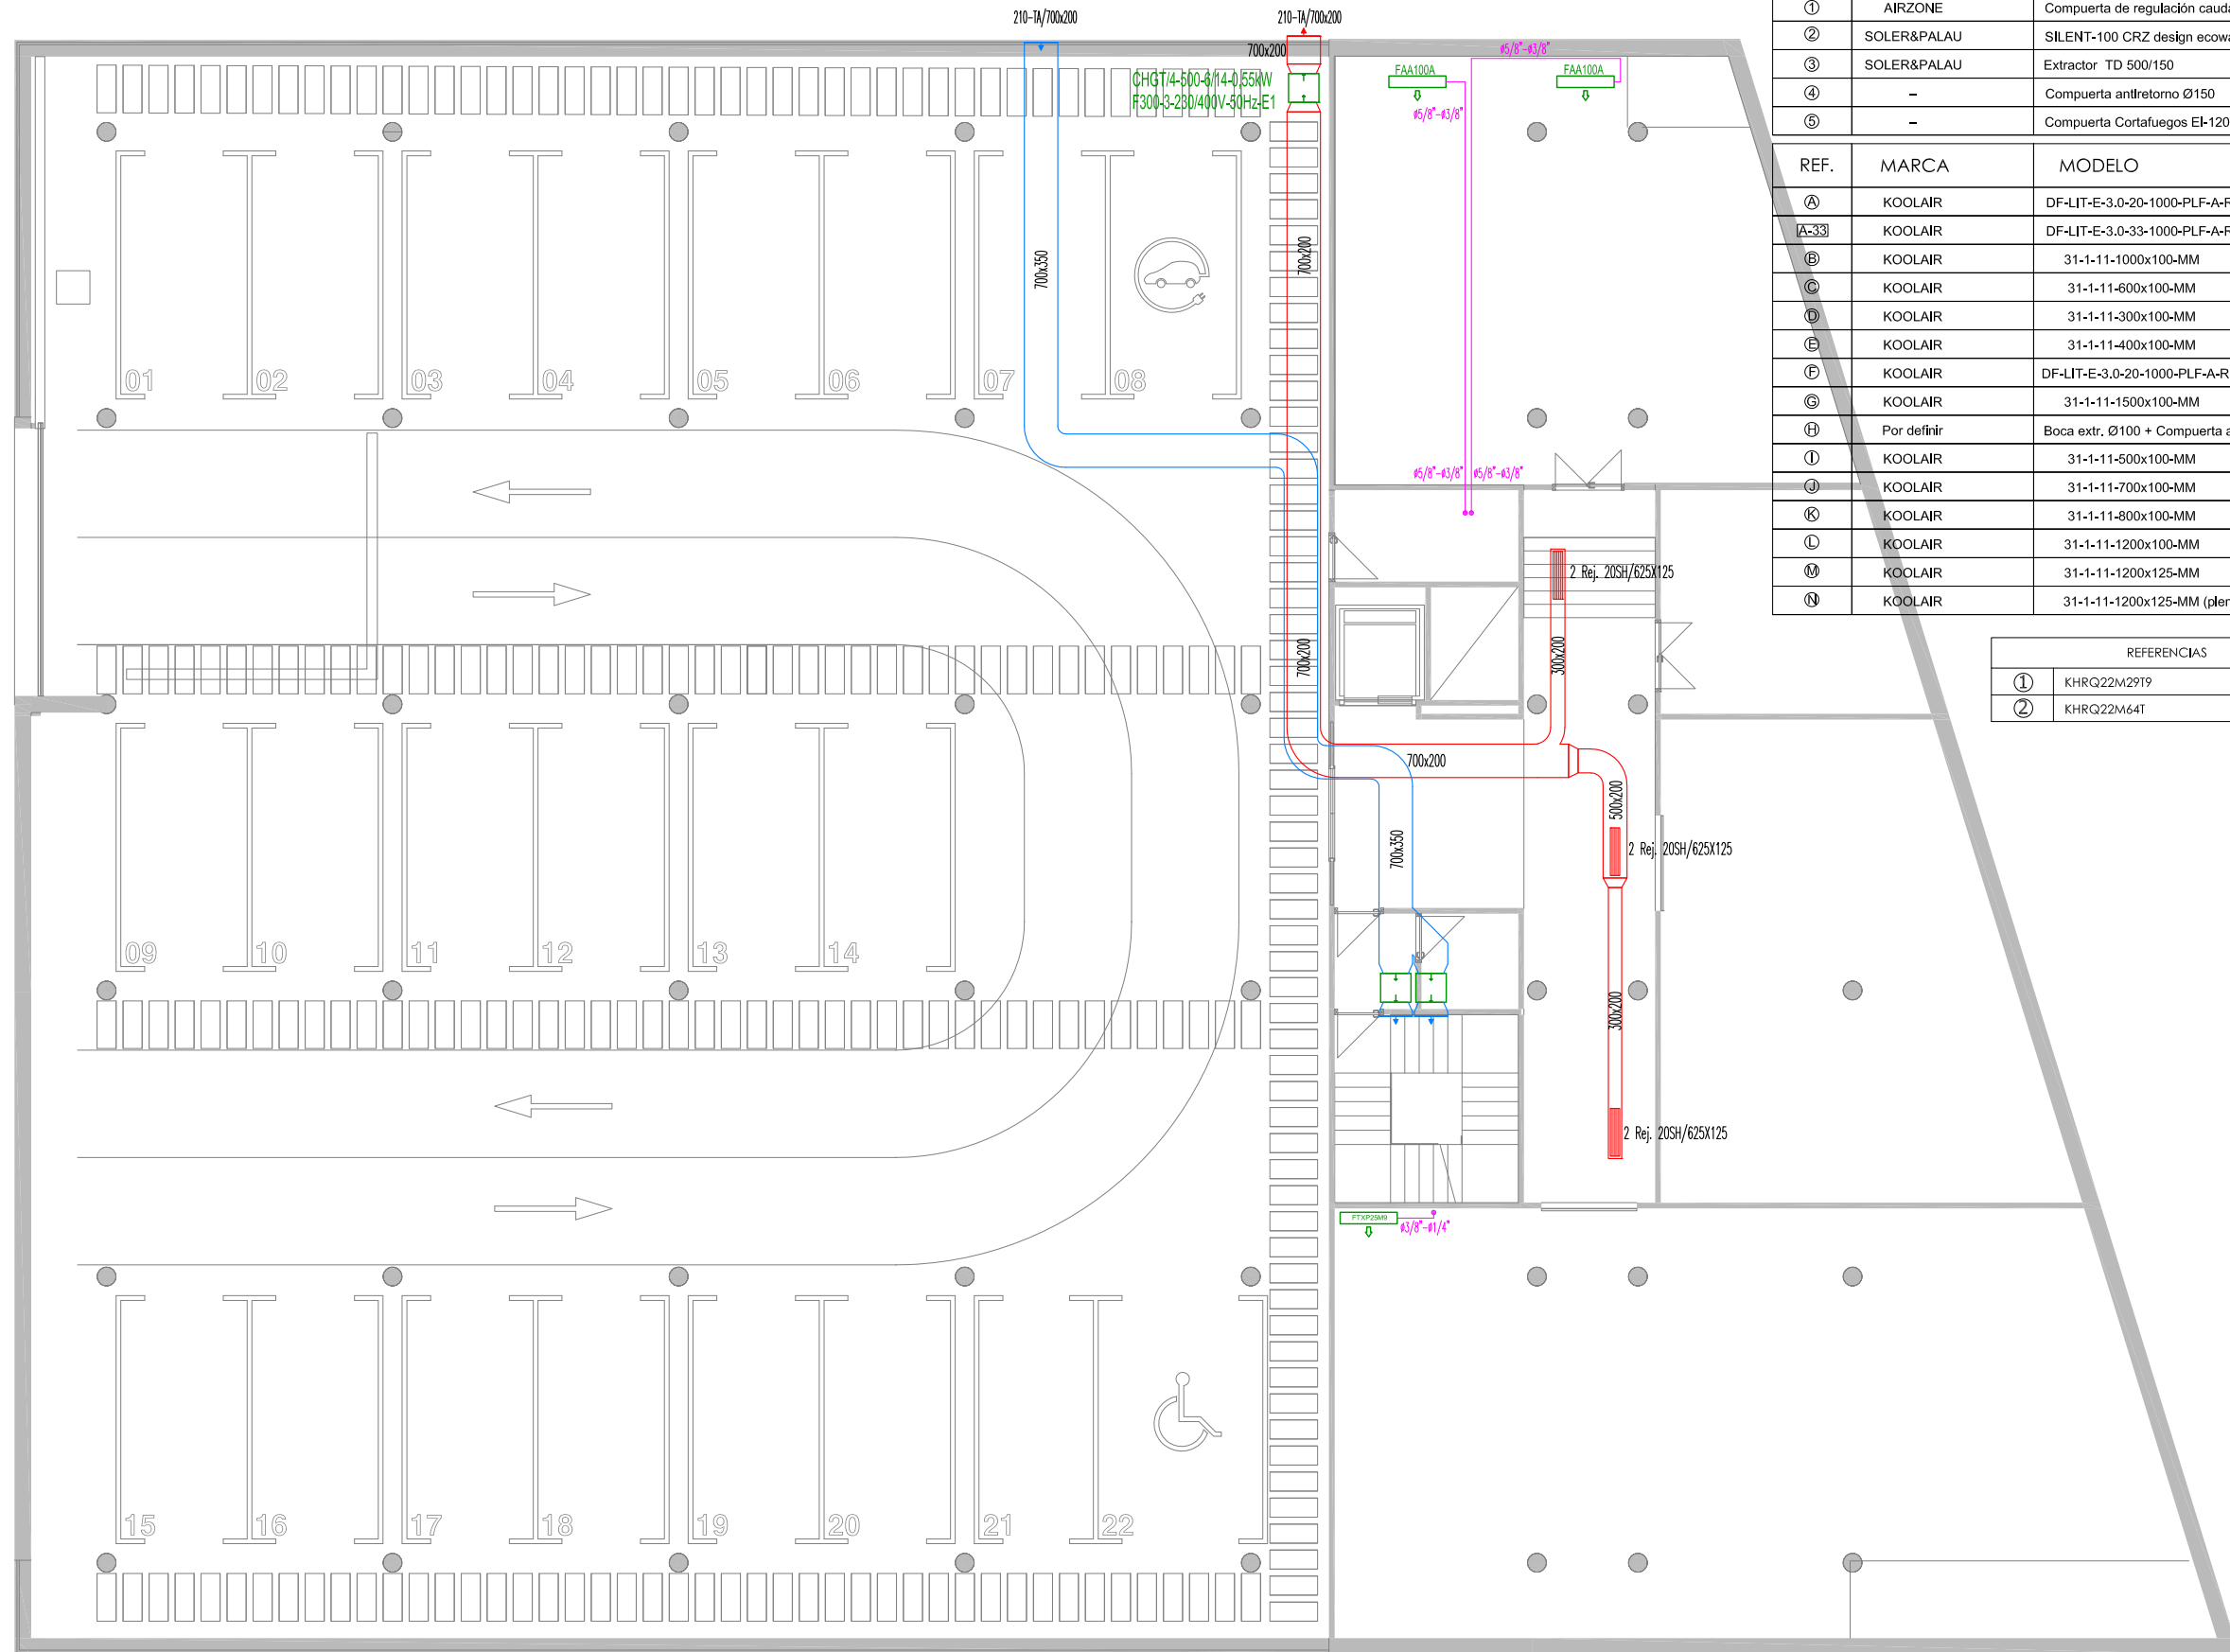 210-TA/700x200
210-TA/700x200
700x200
ø5/8"-ø3/8"
CHGT/4-500-6/14-0,55kW
F300-3-230/400V-50Hz-E1
FAA100A
FAA100A
ø5/8"-ø3/8"
700x350
700x200
01
02
03
04
05
06
07
08
ø5/8"-ø3/8"
ø5/8"-ø3/8"
2 Rej. 20SH/625X125
300x200
700x200
700x200
500x200
700x350
2 Rej. 20SH/625X125
09
10
11
12
13
14
300x200
2 Rej. 20SH/625X125
FTXP25M9
ø3/8"-ø1/4"
15
16
17
18
19
20
21
22
① AIRZONE Compuerta de regulación
② SOLER&PALAU SILENT-100 CRZ design
③ SOLER&PALAU Extractor TD 500/150
④ - Compuerta antiretorno Ø150
⑤ - Compuerta Cortafuegos EI-120
REF. MARCA MODELO
Ⓐ KOOLAIR DF-LIT-E-3.0-20-1000-PLF-A-R
A-33 KOOLAIR DF-LIT-E-3.0-33-1000-PLF-A-R
Ⓑ KOOLAIR 31-1-11-1000x100-MM
Ⓒ KOOLAIR 31-1-11-600x100-MM
Ⓓ KOOLAIR 31-1-11-300x100-MM
Ⓔ KOOLAIR 31-1-11-400x100-MM
Ⓕ KOOLAIR DF-LIT-E-3.0-20-1000-PLF-A-R
Ⓖ KOOLAIR 31-1-11-1500x100-MM
Ⓗ Por definir Boca extr. Ø100 + Compuerta
Ⓘ KOOLAIR 31-1-11-500x100-MM
Ⓙ KOOLAIR 31-1-11-700x100-MM
Ⓚ KOOLAIR 31-1-11-800x100-MM
Ⓛ KOOLAIR 31-1-11-1200x100-MM
Ⓜ KOOLAIR 31-1-11-1200x125-MM
Ⓝ KOOLAIR 31-1-11-1200x125-MM
REFERENCIAS
① KHRQ22M29T9
② KHRQ22M64T